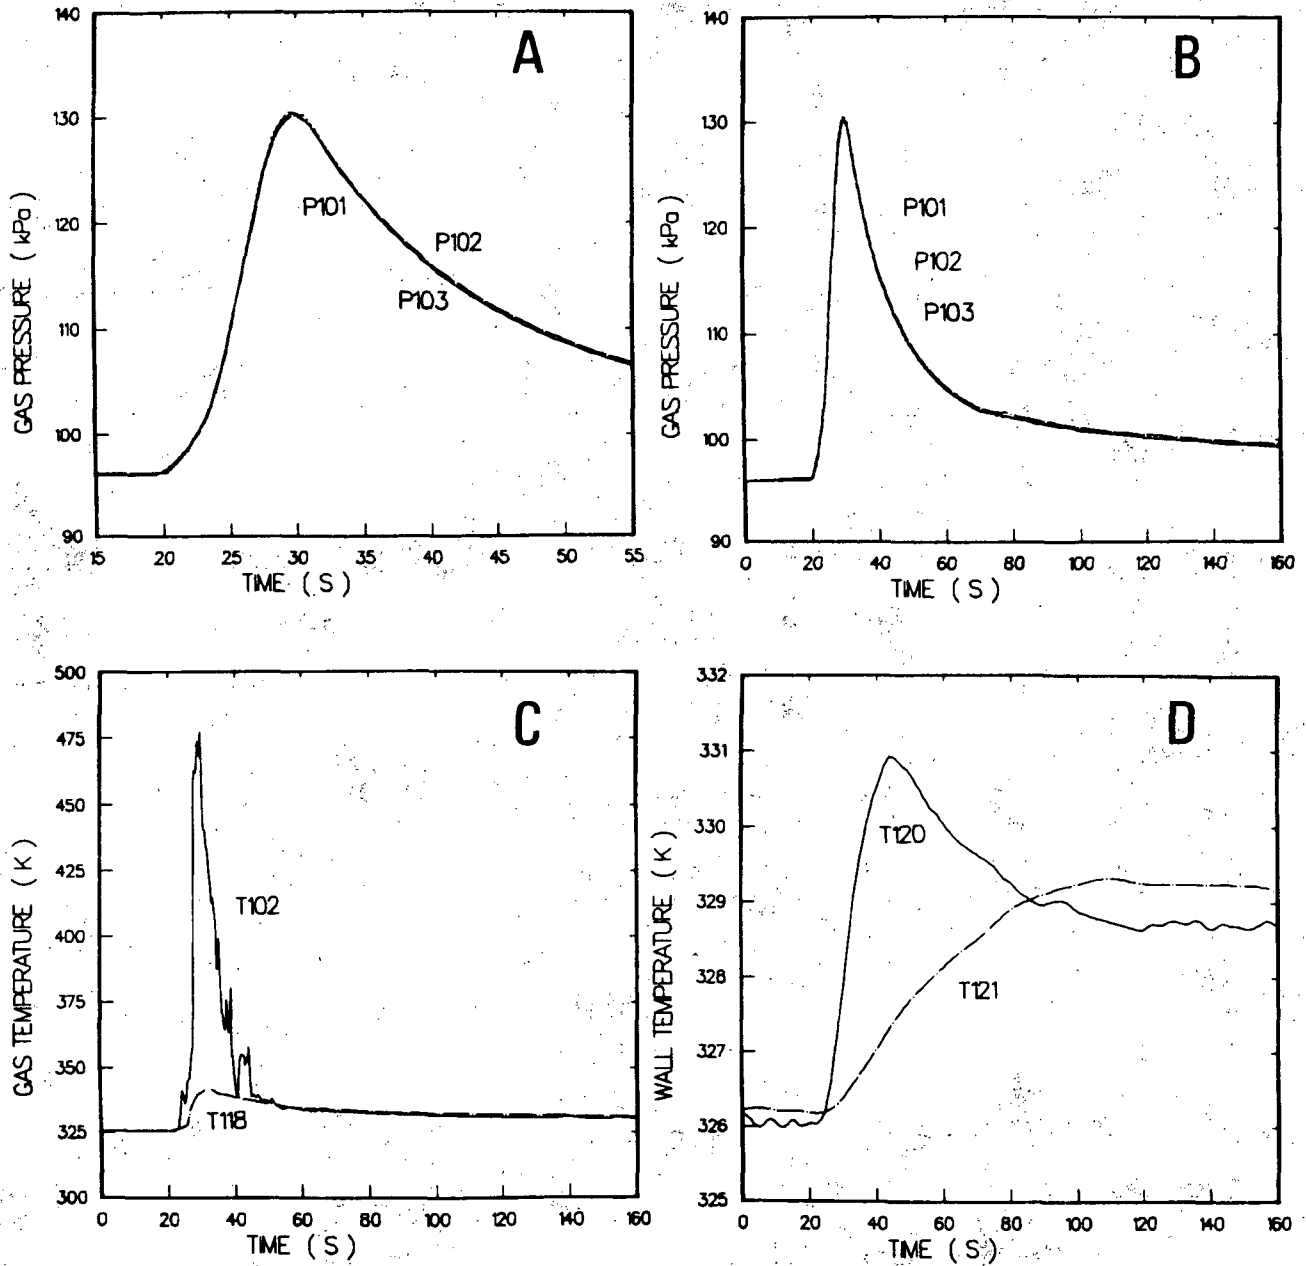 A
GAS PRESSURE ( kPa )
140
130
120
110
100
90
P101
P102
P103
15 20 25 30 35 40 45 50 55
TIME ( S )
B
GAS PRESSURE ( kPa )
140
130
120
110
100
90
P101
P102
P103
0 20 40 60 80 100 120 140 160
TIME ( S )
C
GAS TEMPERATURE ( K )
500
475
450
425
400
375
350
325
300
T102
T118
0 20 40 60 80 100 120 140 160
TIME ( S )
D
WALL TEMPERATURE ( K )
332
331
330
329
328
327
326
325
T120
T121
0 20 40 60 80 100 120 140 160
TIME ( S )